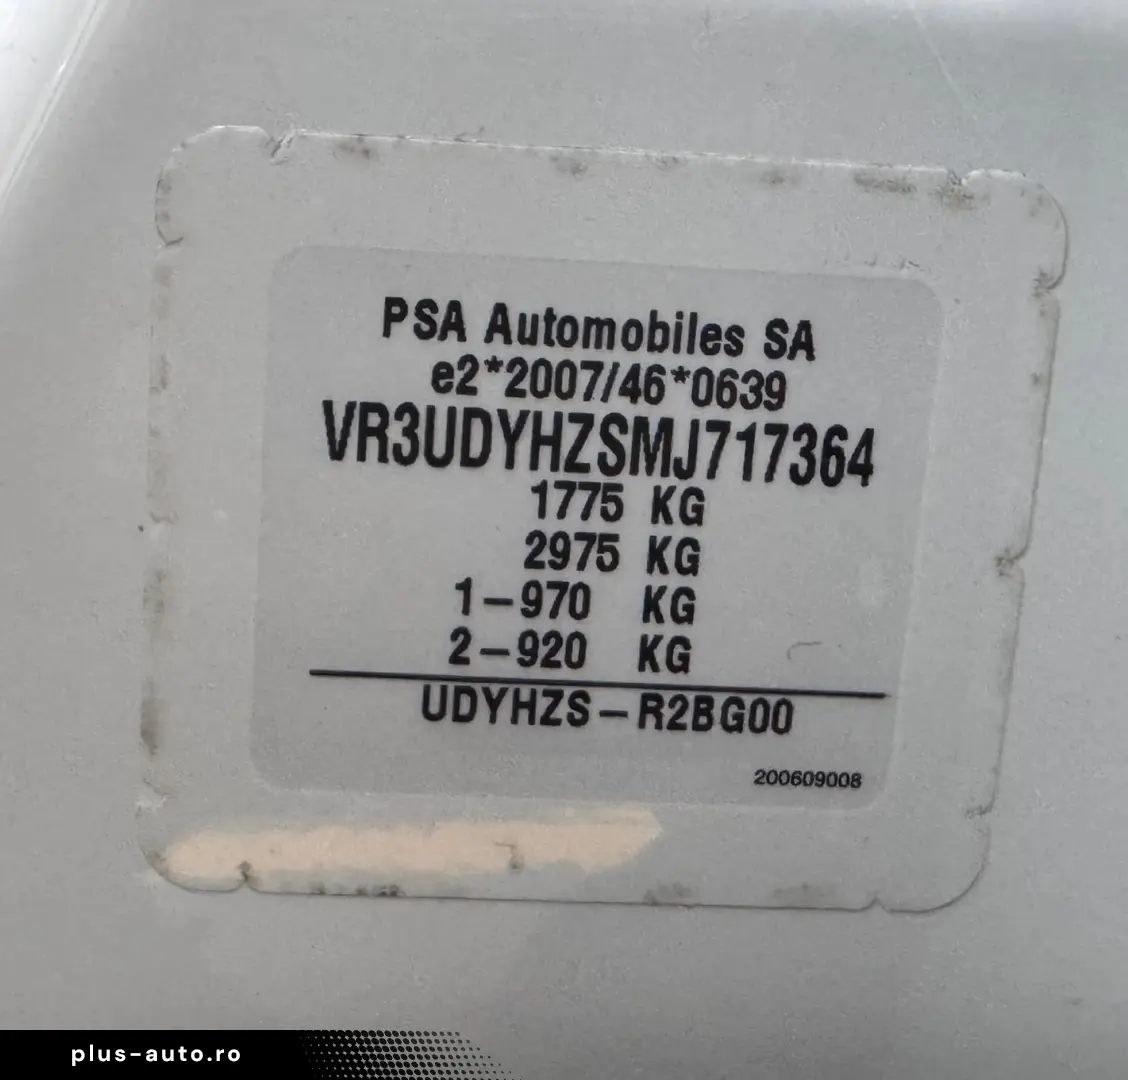 PSA Automobiles SA
e2*2007/46*0639
VR3UDYHZSMJ717364
1775 KG
2975 KG
1-970 KG
2-920 KG
UDYHZS-R2BG00
200609008
plus-auto.ro